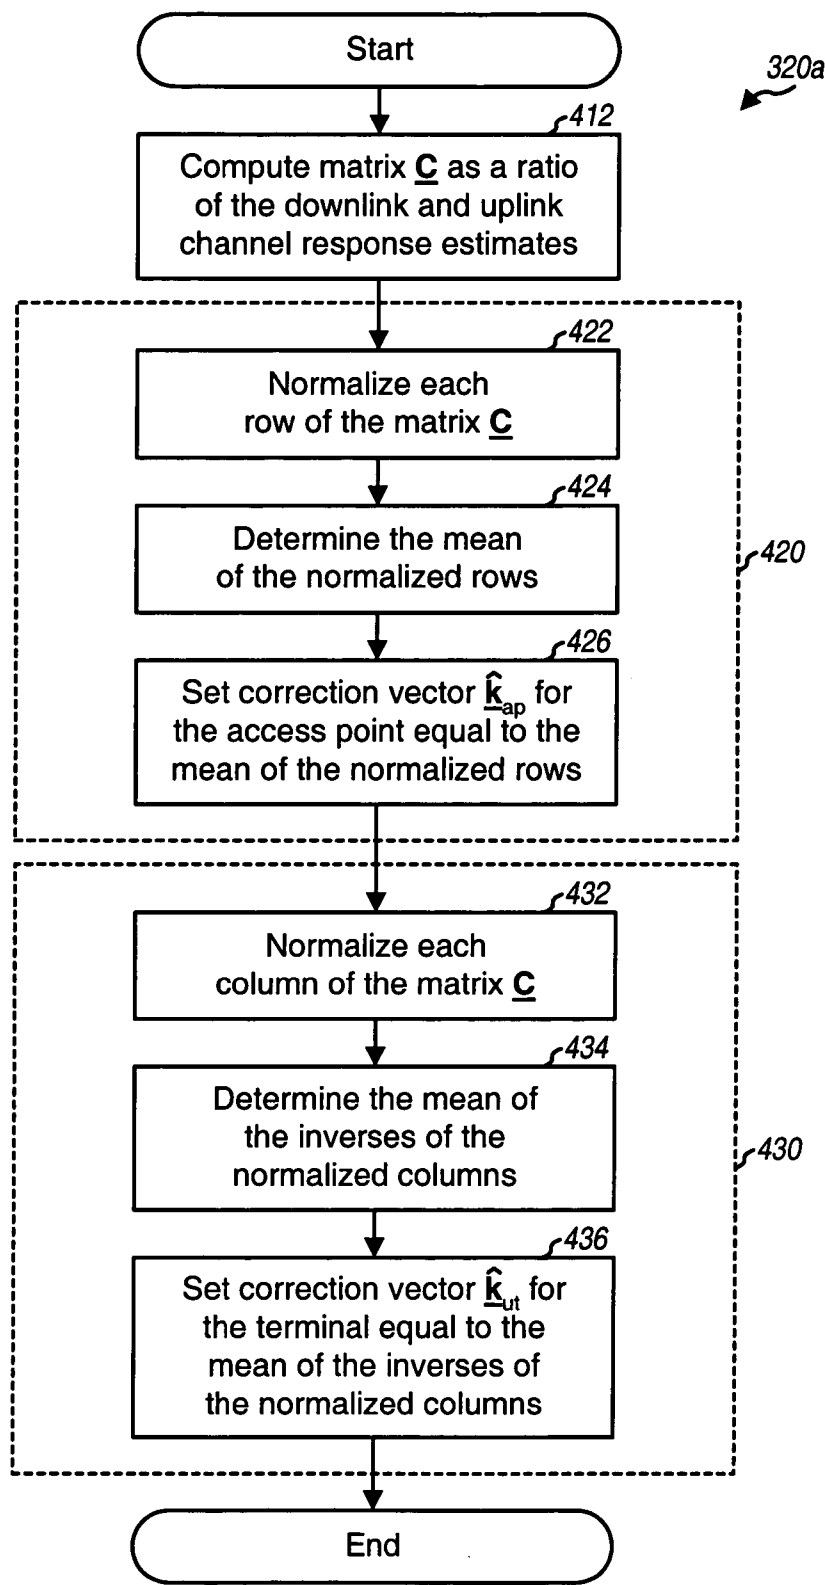 Start
320a
412
Compute matrix C as a ratio
of the downlink and uplink
channel response estimates
422
Normalize each
row of the matrix C
424
Determine the mean
of the normalized rows
420
426
Set correction vector k̂ap for
the access point equal to the
mean of the normalized rows
432
Normalize each
column of the matrix C
434
Determine the mean of
the inverses of the
normalized columns
430
436
Set correction vector k̂ut for
the terminal equal to the
mean of the inverses of
the normalized columns
End